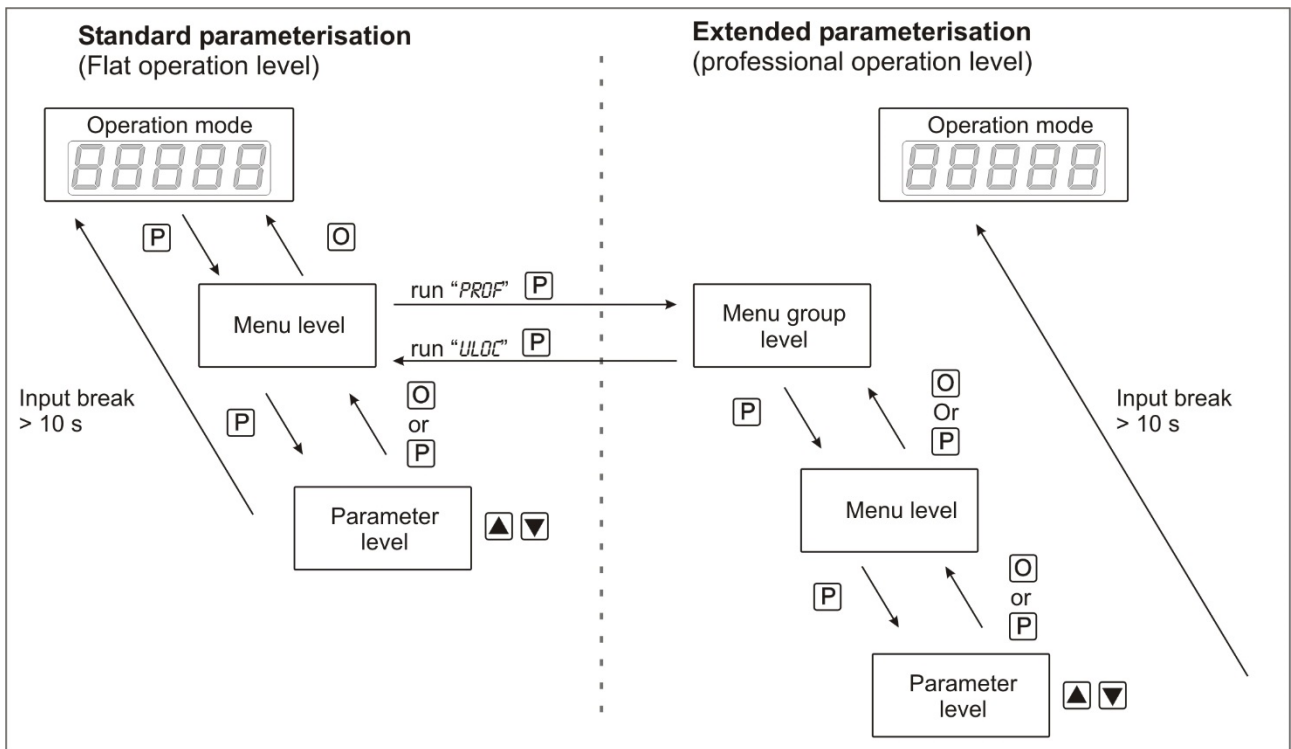 Standard parameterisation
(Flat operation level)
Operation mode
88888
P
O
Menu level
run “PROF” P
run “ULOC” P
Input break
> 10 s
P
O
or
P
Parameter
level
▲ ▼
Extended parameterisation
(professional operation level)
Operation mode
88888
Menu group
level
P
O
Or
P
Input break
> 10 s
Menu level
P
O
or
P
Parameter
level
▲ ▼